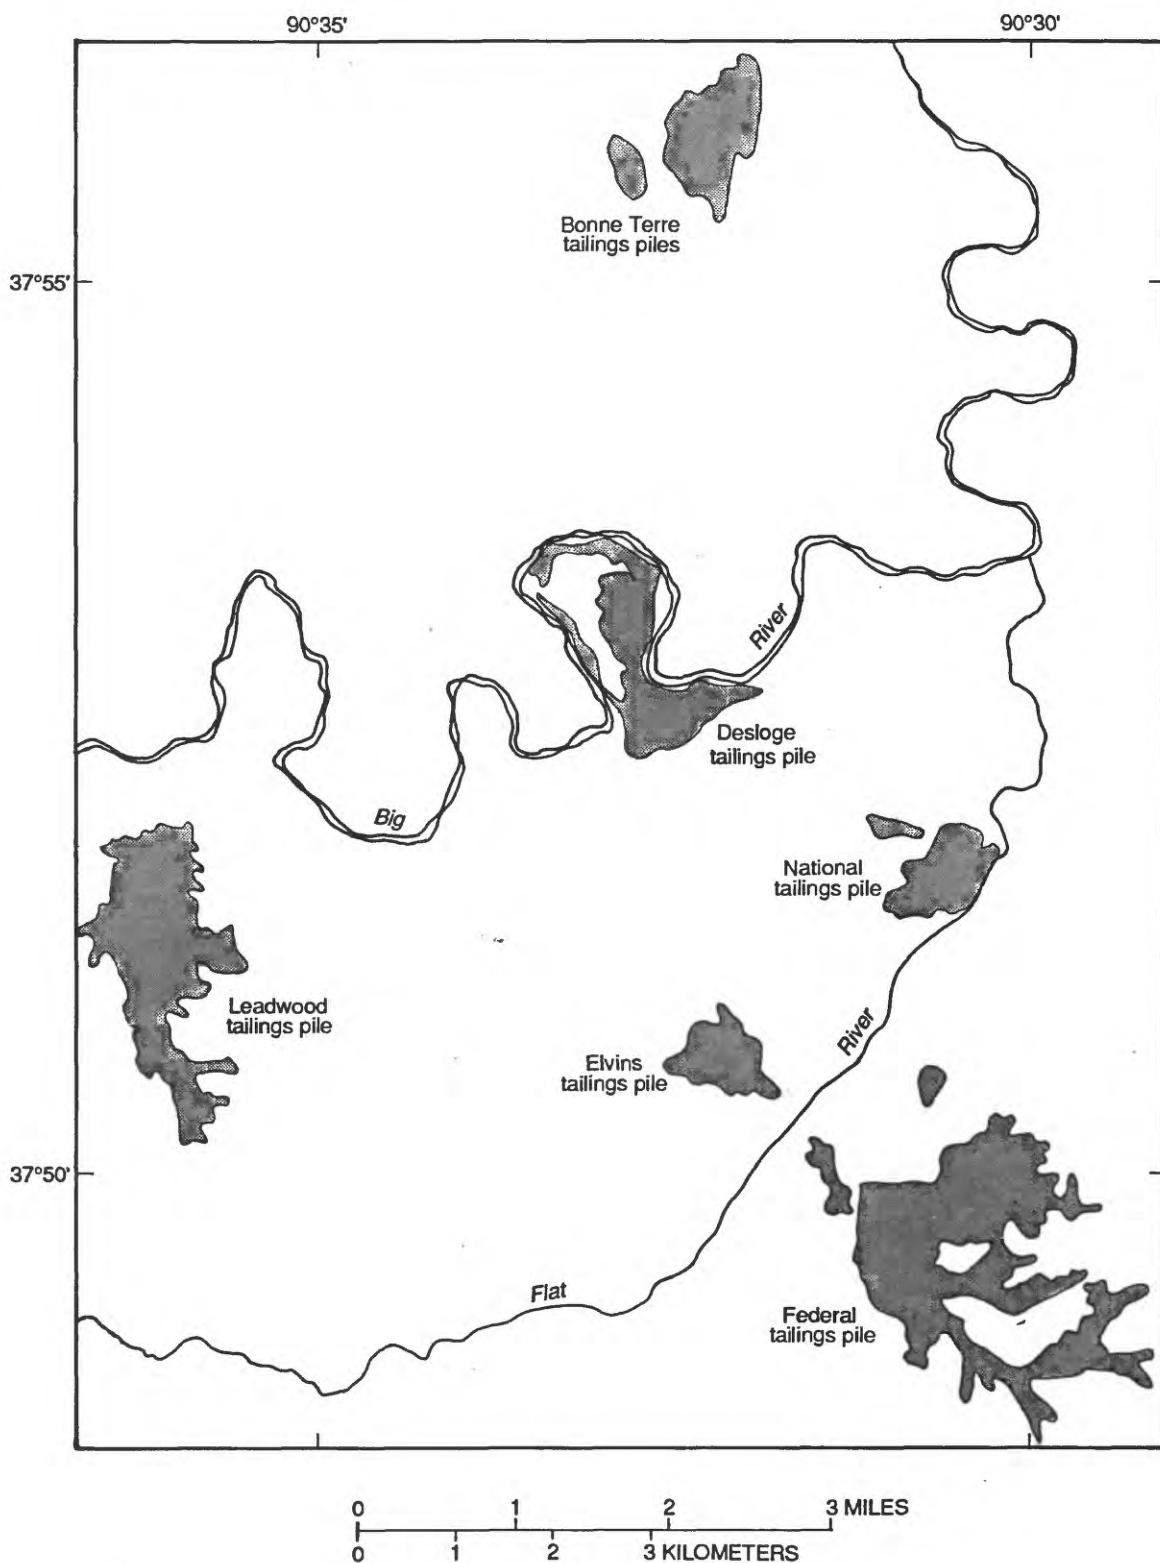 90°35'
90°30'
Bonne Terre
tailings piles
37°55'
River
Desloge
tailings pile
Big
National
tailings pile
Leadwood
tailings pile
River
Elvins
tailings pile
37°50'
Flat
Federal
tailings pile
0 1 2 3 MILES
0 1 2 3 KILOMETERS